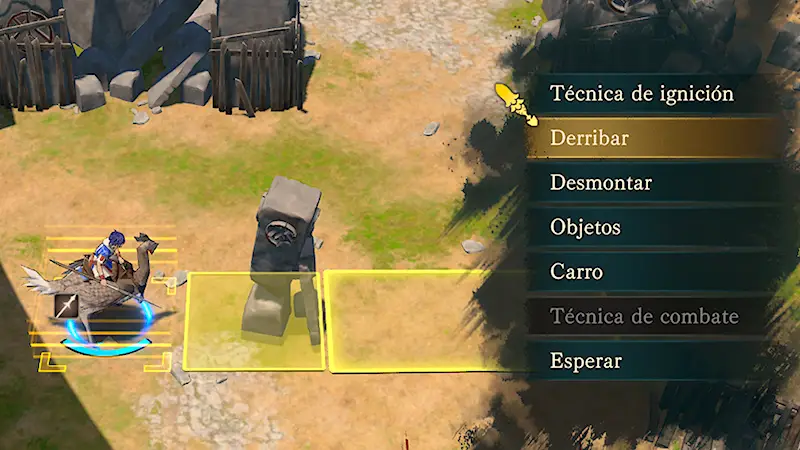 Técnica de ignición
Derribar
Desmontar
Objetos
Carro
Técnica de combate
Esperar